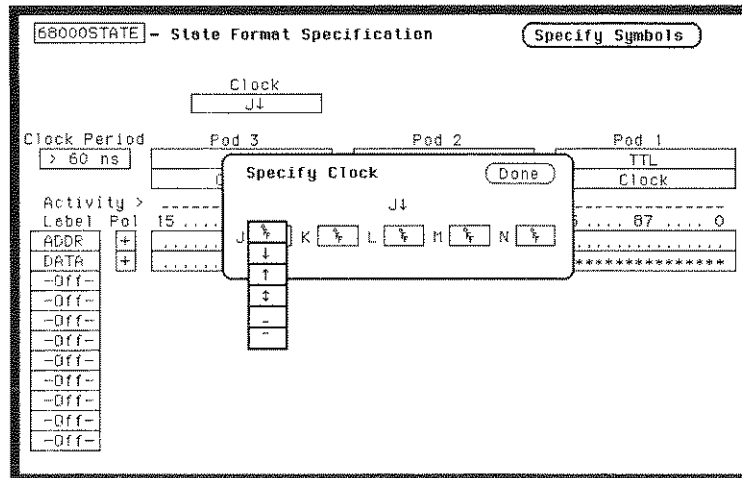 68000STATE - State Format Specification Specify Symbols
Clock
J↓
Clock Period Pod 3 Pod 2 Pod 1
> 60 ns TTL
Clock
Specify Clock Done
J↓
Activity > ---------------
Label Pol 15 .... .... 87 .... 0
J K L M N
ADDR + ...............
DATA + **************
↓
↑
↕
-Off-
-Off-
-Off-
-Off-
-Off-
-Off-
-Off-
-Off-
-Off-